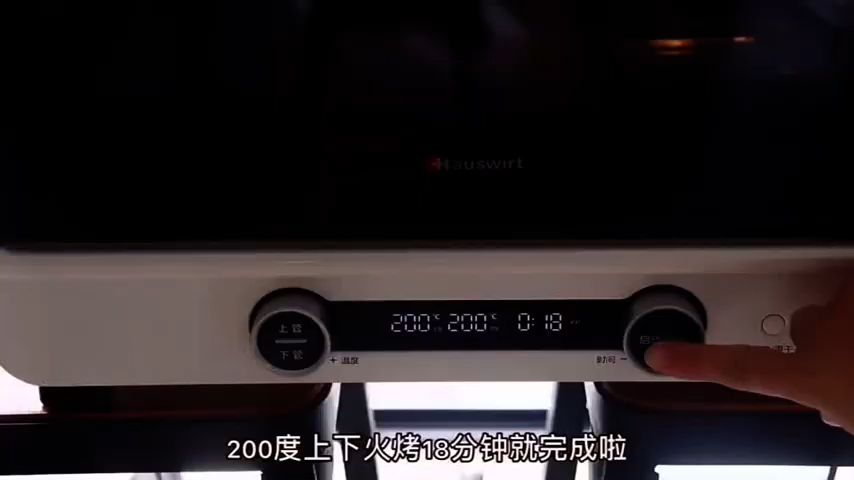 Hauswirt
上管
下管
200℃ 200℃ 0:18
+ 温度
时间 −
200度上下火烤18分钟就完成啦